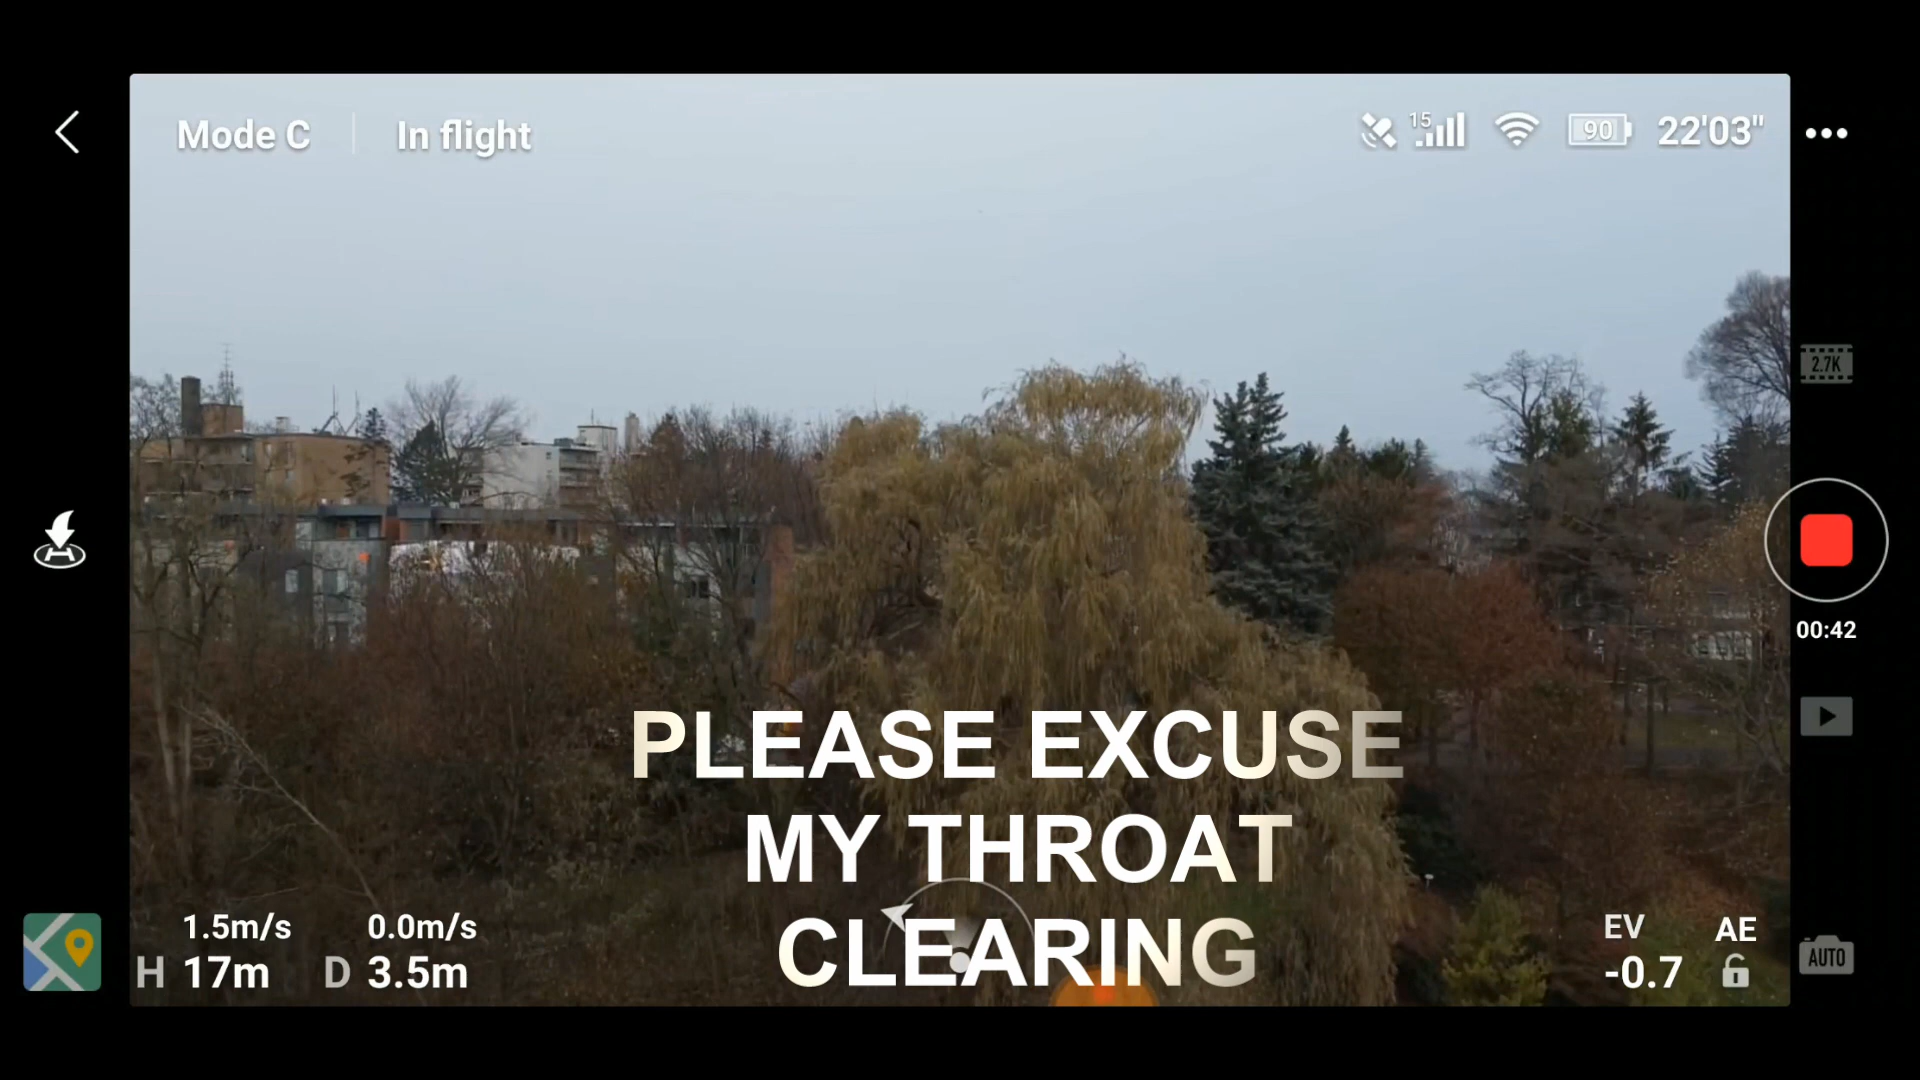 Mode C
In flight
15
90
22'03"
2.7K
00:42
PLEASE EXCUSE
MY THROAT
CLEARING
1.5m/s
0.0m/s
H 17m
D 3.5m
EV
-0.7
AE
AUTO